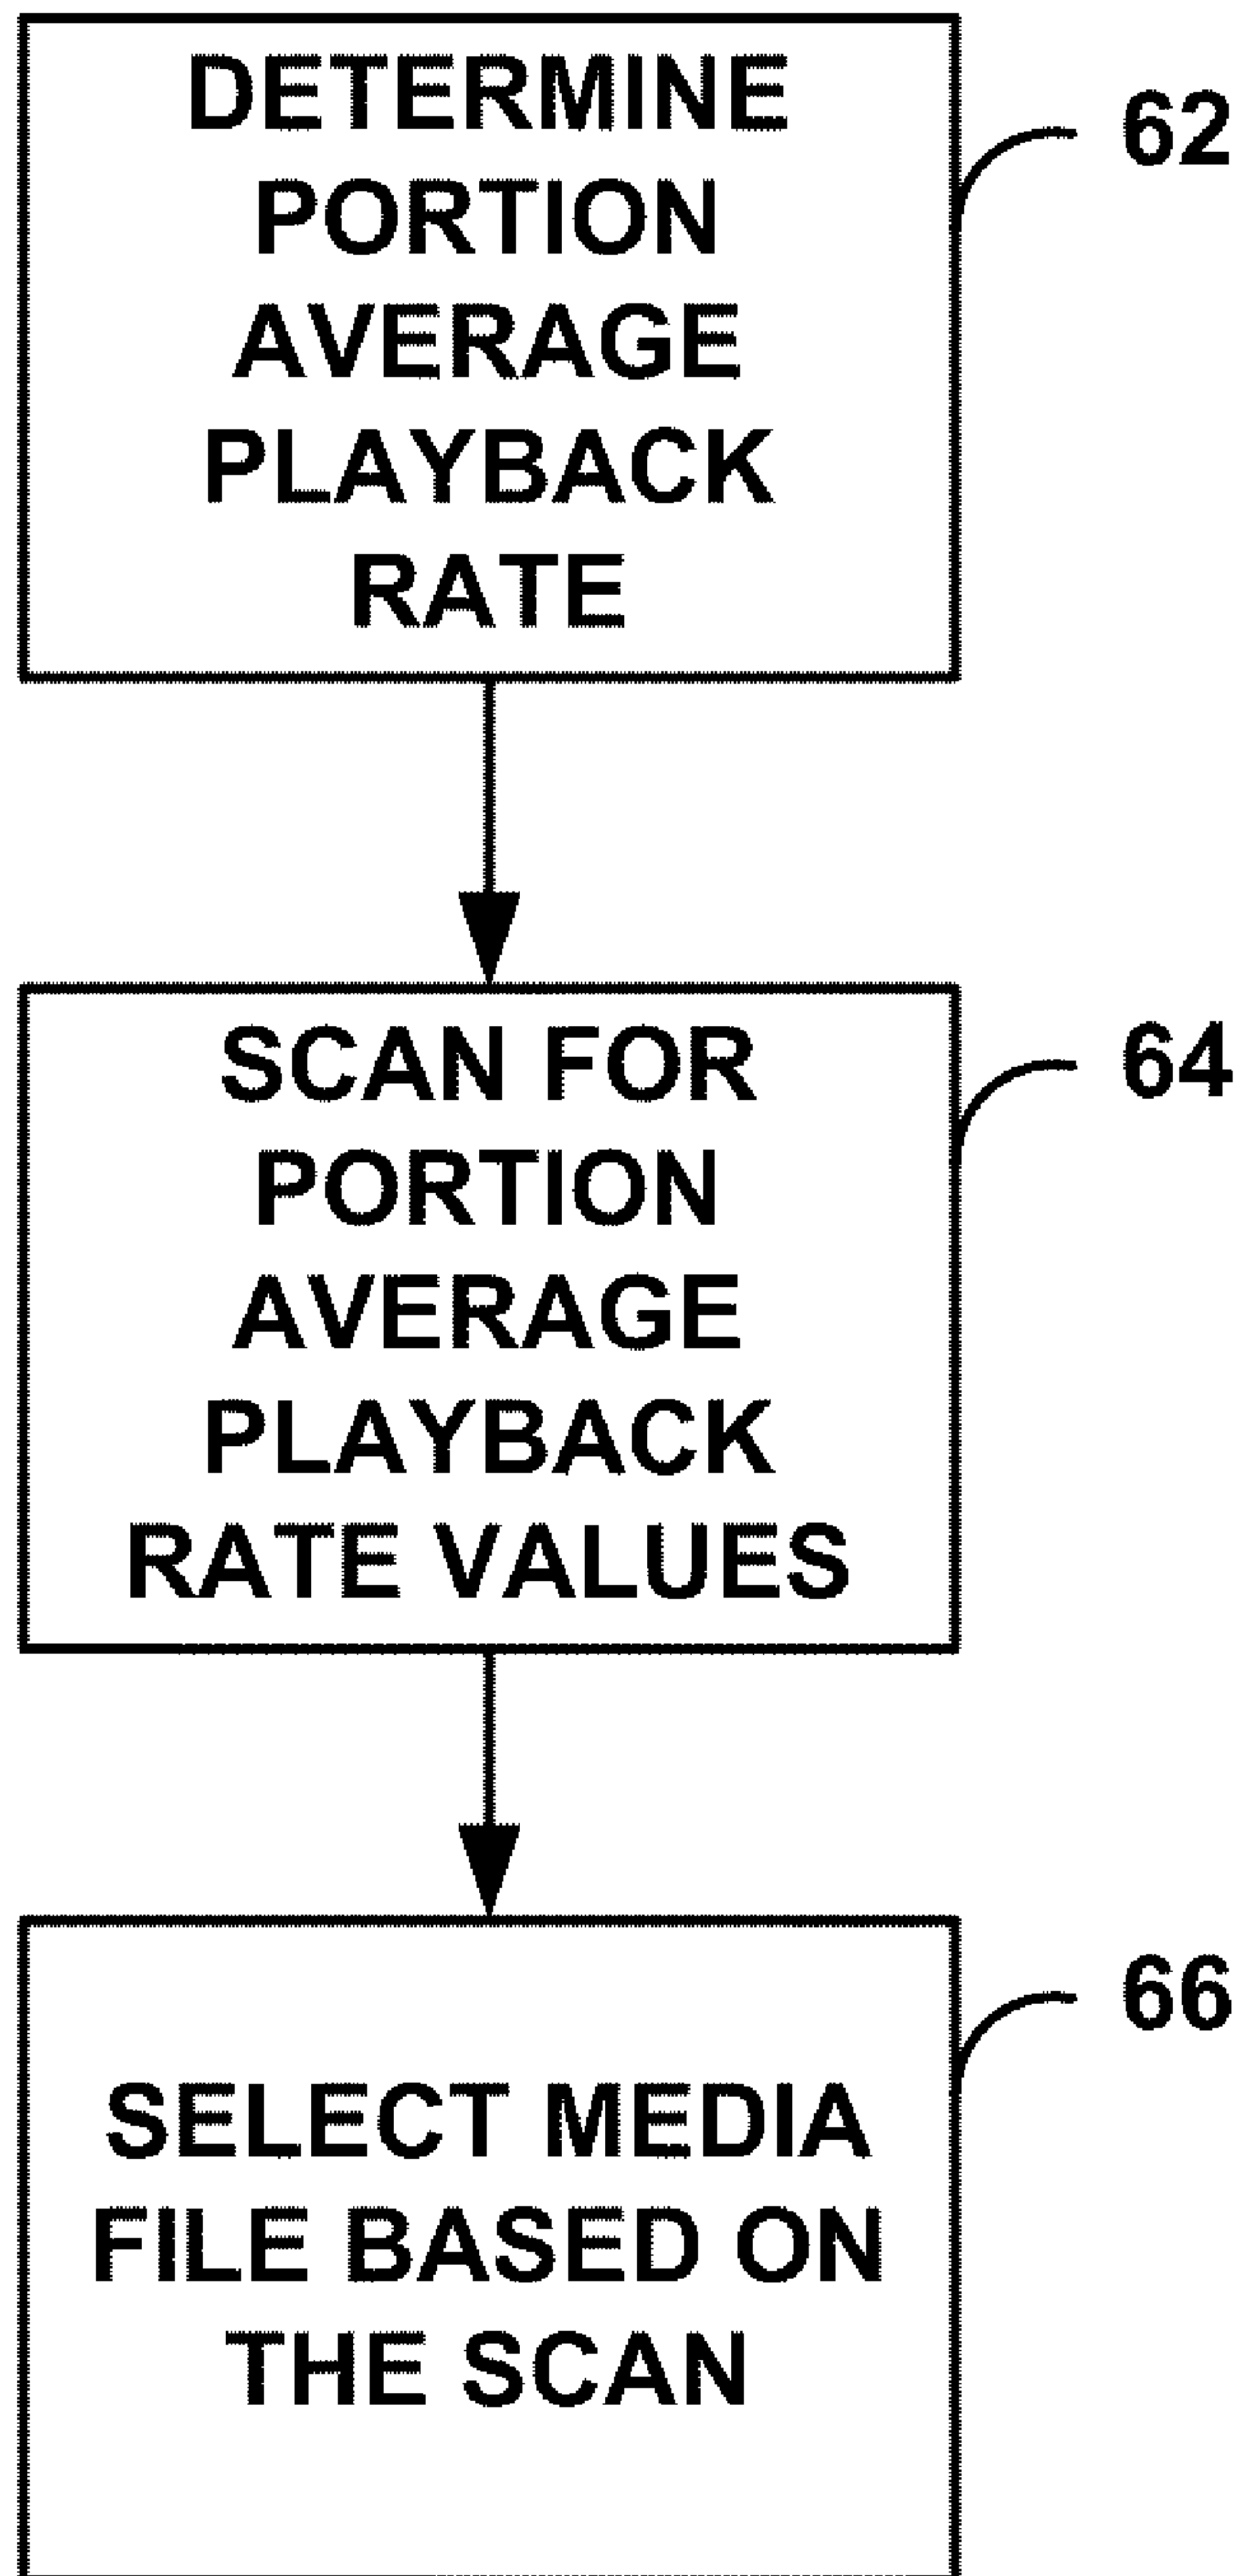 DETERMINE
PORTION
AVERAGE
PLAYBACK
RATE
62
SCAN FOR
PORTION
AVERAGE
PLAYBACK
RATE VALUES
64
SELECT MEDIA
FILE BASED ON
THE SCAN
66